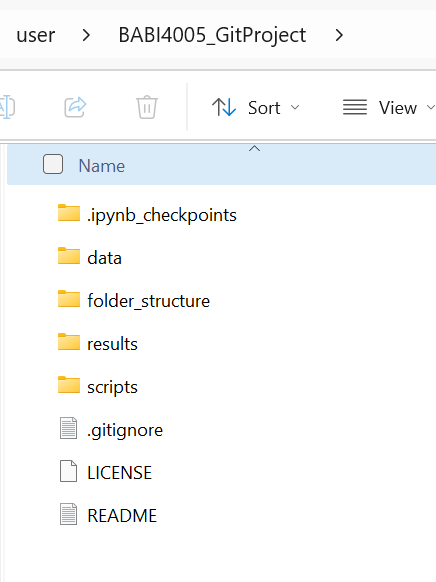 user > BABI4005_GitProject >
Sort View
Name
.ipynb_checkpoints
data
folder_structure
results
scripts
.gitignore
LICENSE
README